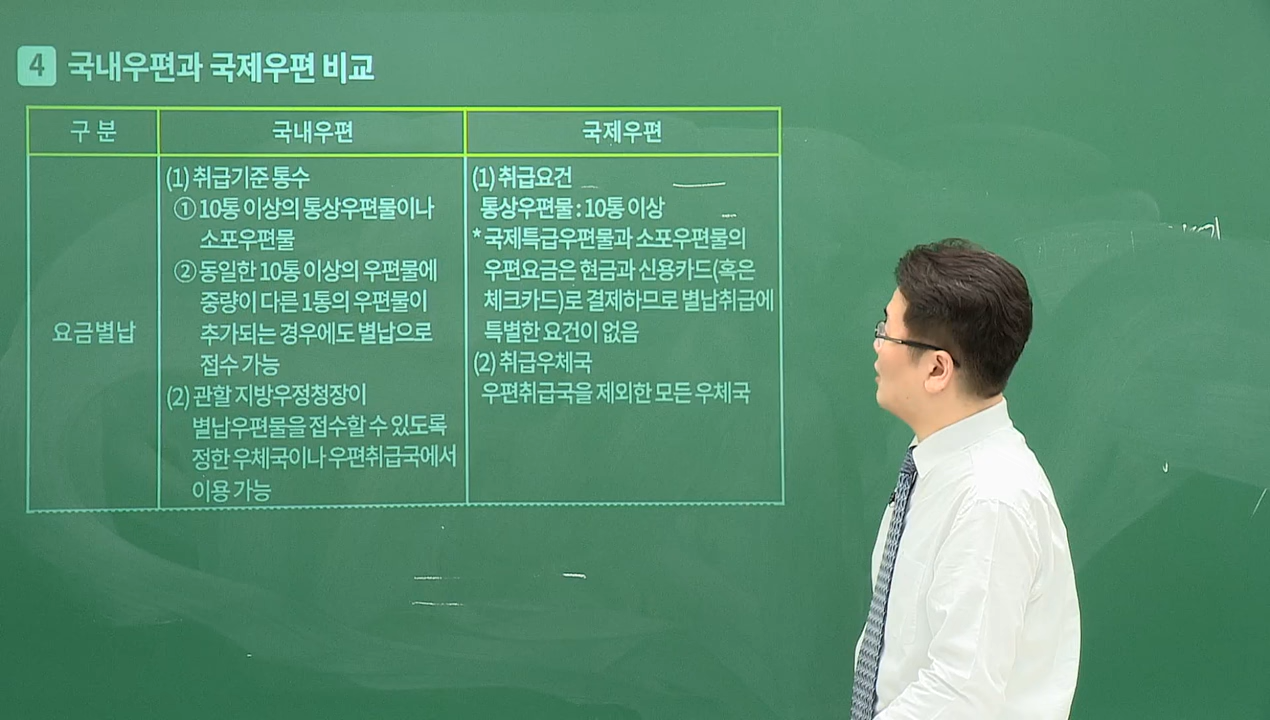 4 국내우편과 국제우편 비교
구 분
국내우편
국제우편
요금별납
(1) 취급기준 통수
① 10통 이상의 통상우편물이나
소포우편물
② 동일한 10통 이상의 우편물에
중량이 다른 1통의 우편물이
추가되는 경우에도 별납으로
접수 가능
(2) 관할 지방우정청장이
별납우편물을 접수할 수 있도록
정한 우체국이나 우편취급국에서
이용 가능
(1) 취급요건
통상우편물 : 10통 이상
* 국제특급우편물과 소포우편물의
우편요금은 현금과 신용카드(혹은
체크카드)로 결제하므로 별납취급에
특별한 요건이 없음
(2) 취급우체국
우편취급국을 제외한 모든 우체국